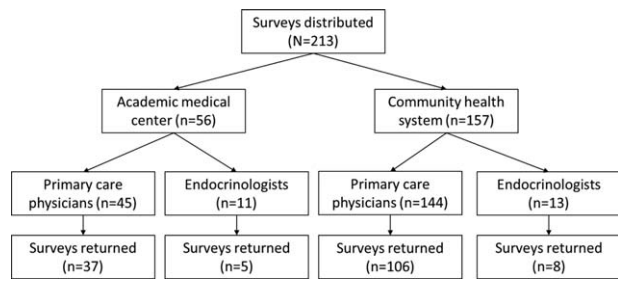 Surveys distributed
(N=213)
Academic medical
center (n=56)
Community health
system (n=157)
Primary care
physicians (n=45)
Endocrinologists
(n=11)
Primary care
physicians (n=144)
Endocrinologists
(n=13)
Surveys returned
(n=37)
Surveys returned
(n=5)
Surveys returned
(n=106)
Surveys returned
(n=8)